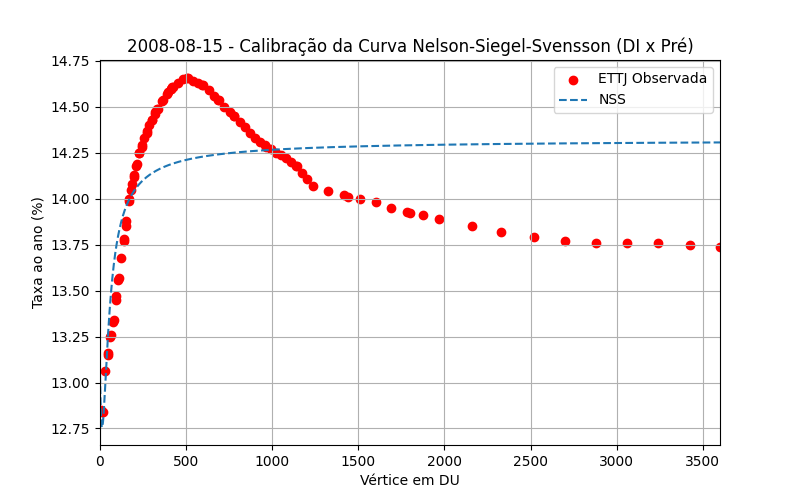 2008-08-15 - Calibração da Curva Nelson-Siegel-Svensson (DI x Pré)
ETTJ Observada
NSS
Taxa ao ano (%)
14.75
14.50
14.25
14.00
13.75
13.50
13.25
13.00
12.75
0 500 1000 1500 2000 2500 3000 3500
Vértice em DU